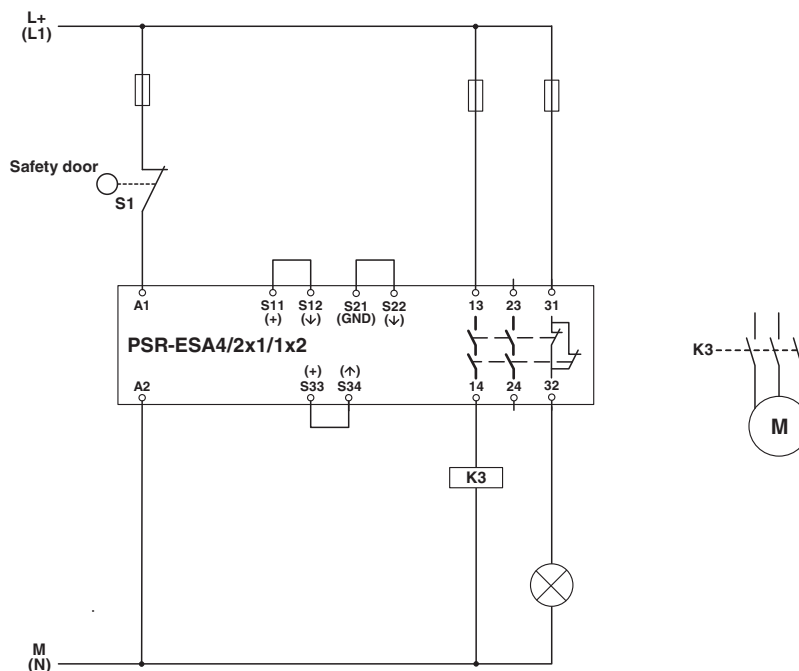 L+
(L1)
Safety door
S1
A1
S11
(+)
S12
(↓)
S21
(GND)
S22
(↓)
13
23
31
PSR-ESA4/2x1/1x2
A2
(+)
S33
(↑)
S34
14
24
32
K3
K3
M
M
(N)